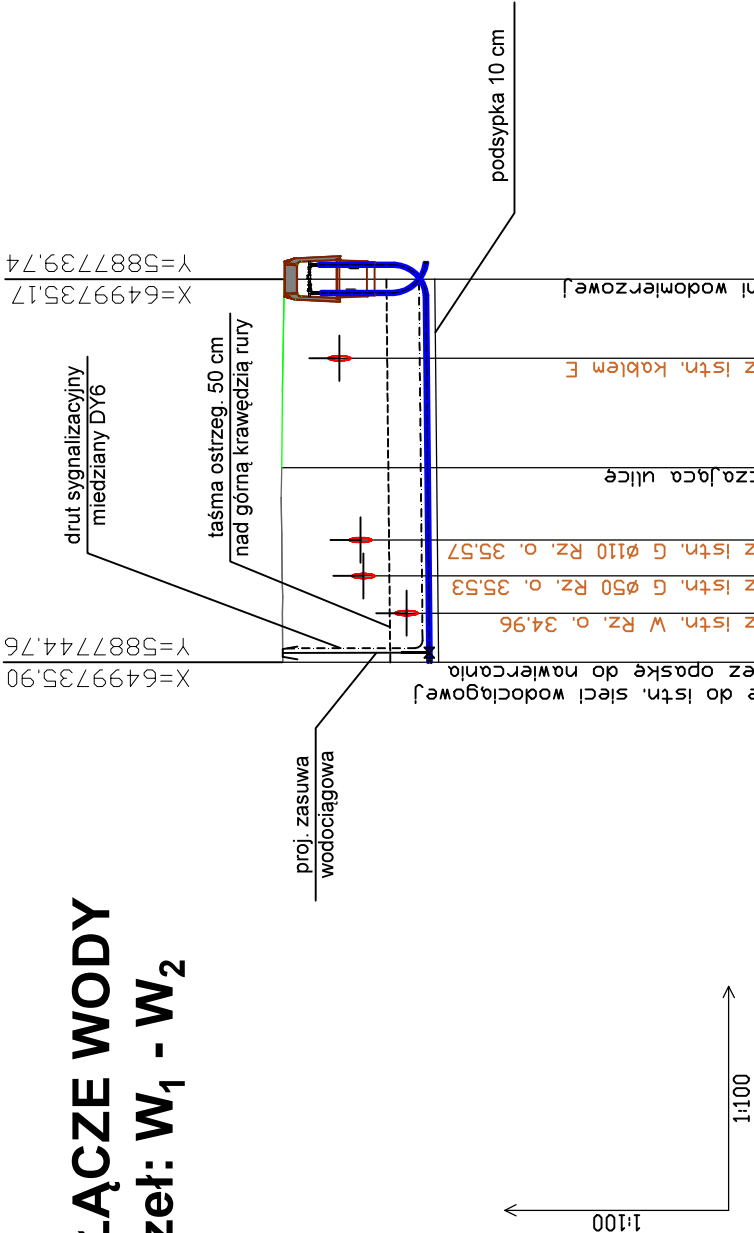 ŁĄCZE WODY
zeł: W₁ - W₂
drut sygnalizacyjny
miedziany DY6
taśma ostrzeg. 50 cm
nad górną krawędzią rury
podsypka 10 cm
proj. zasuwa
wodociągowa
Y=5887739.74
X=6499735.17
Y=5887744.76
X=6499735.90
ni wodomierzowej
z istn. kablem E
czająca ulicę
z istn. G ø110 Rz. o. 35.57
z istn. G ø50 Rz. o. 35.53
z istn. W Rz. o. 34.96
e do istn. sieci wodociągowej
ez opaskę do nawiercania
1:100
1:100